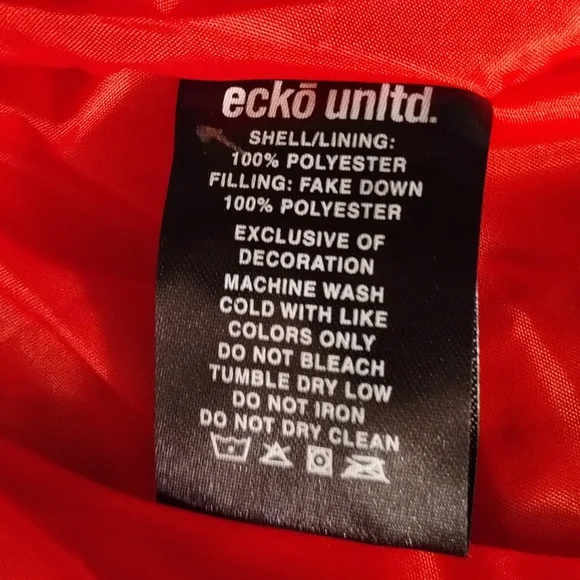 eckō unltd.
SHELL/LINING:
100% POLYESTER
FILLING: FAKE DOWN
100% POLYESTER
EXCLUSIVE OF
DECORATION
MACHINE WASH
COLD WITH LIKE
COLORS ONLY
DO NOT BLEACH
TUMBLE DRY LOW
DO NOT IRON
DO NOT DRY CLEAN